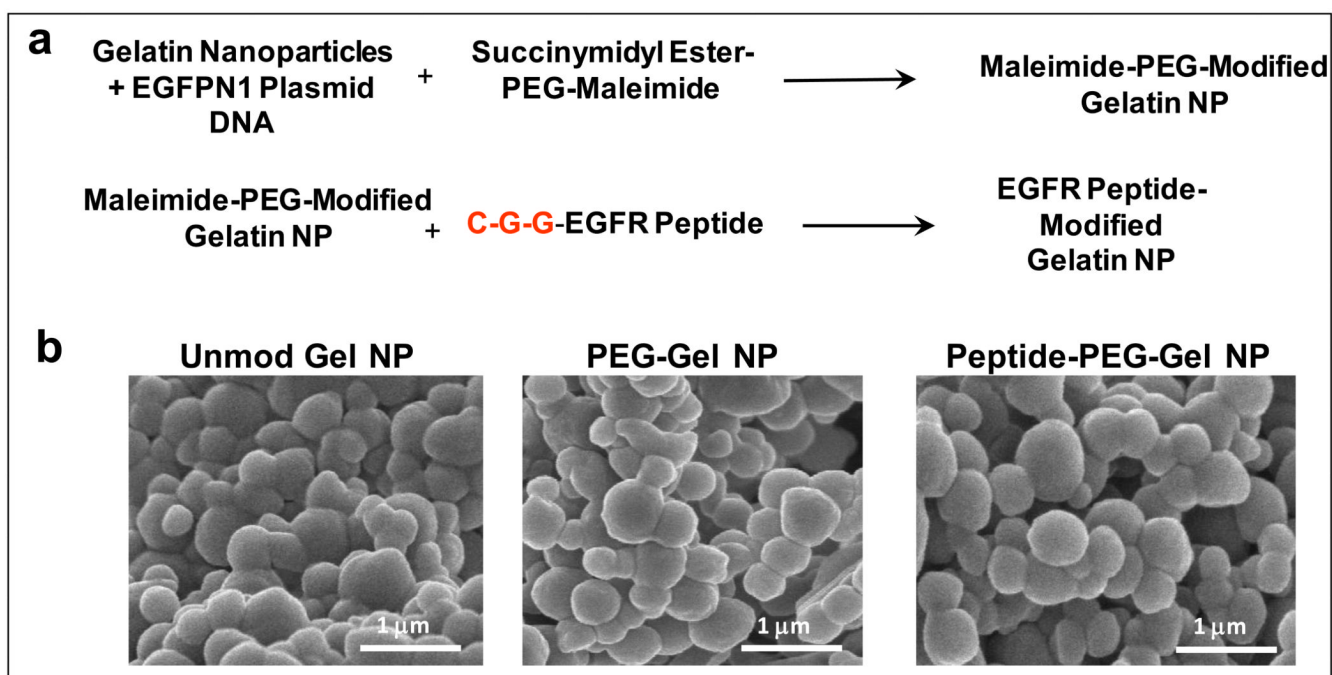 a
Gelatin Nanoparticles
+ EGFPN1 Plasmid
DNA
+
Succinymidyl Ester-
PEG-Maleimide
Maleimide-PEG-Modified
Gelatin NP
Maleimide-PEG-Modified
Gelatin NP
+
C-G-G-EGFR Peptide
EGFR Peptide-
Modified
Gelatin NP
b
Unmod Gel NP
PEG-Gel NP
Peptide-PEG-Gel NP
1 μm
1 μm
1 μm